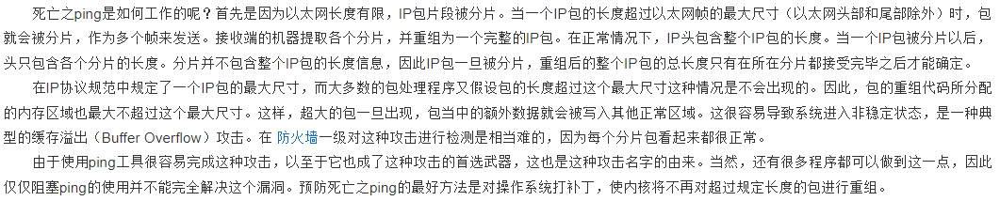 死亡之ping是如何工作的呢？首先是因为以太网长度有限，IP包片段被分片。当一个IP包的长度超过以太网帧的最大尺寸（以太网头部和尾部除外）时，包
就会被分片，作为多个帧来发送。接收端的机器提取各个分片，并重组为一个完整的IP包。在正常情况下，IP头包含整个IP包的长度。当一个IP包被分片以后，
头只包含各个分片的长度。分片并不包含整个IP包的长度信息，因此IP包一旦被分片，重组后的整个IP包的总长度只有在所在分片都接受完毕之后才能确定。
在IP协议规范中规定了一个IP包的最大尺寸，而大多数的包处理程序又假设包的长度超过这个最大尺寸这种情况是不会出现的。因此，包的重组代码所分配
的内存区域也最大不超过这个最大尺寸。这样，超大的包一旦出现，包当中的额外数据就会被写入其他正常区域。这很容易导致系统进入非稳定状态，是一种典
型的缓存溢出（Buffer Overflow）攻击。在 防火墙一级对这种攻击进行检测是相当难的，因为每个分片包看起来都很正常。
由于使用ping工具很容易完成这种攻击，以至于它也成了这种攻击的首选武器，这也是这种攻击名字的由来。当然，还有很多程序都可以做到这一点，因此
仅仅阻塞ping的使用并不能完全解决这个漏洞。预防死亡之ping的最好方法是对操作系统打补丁，使内核将不再对超过规定长度的包进行重组。